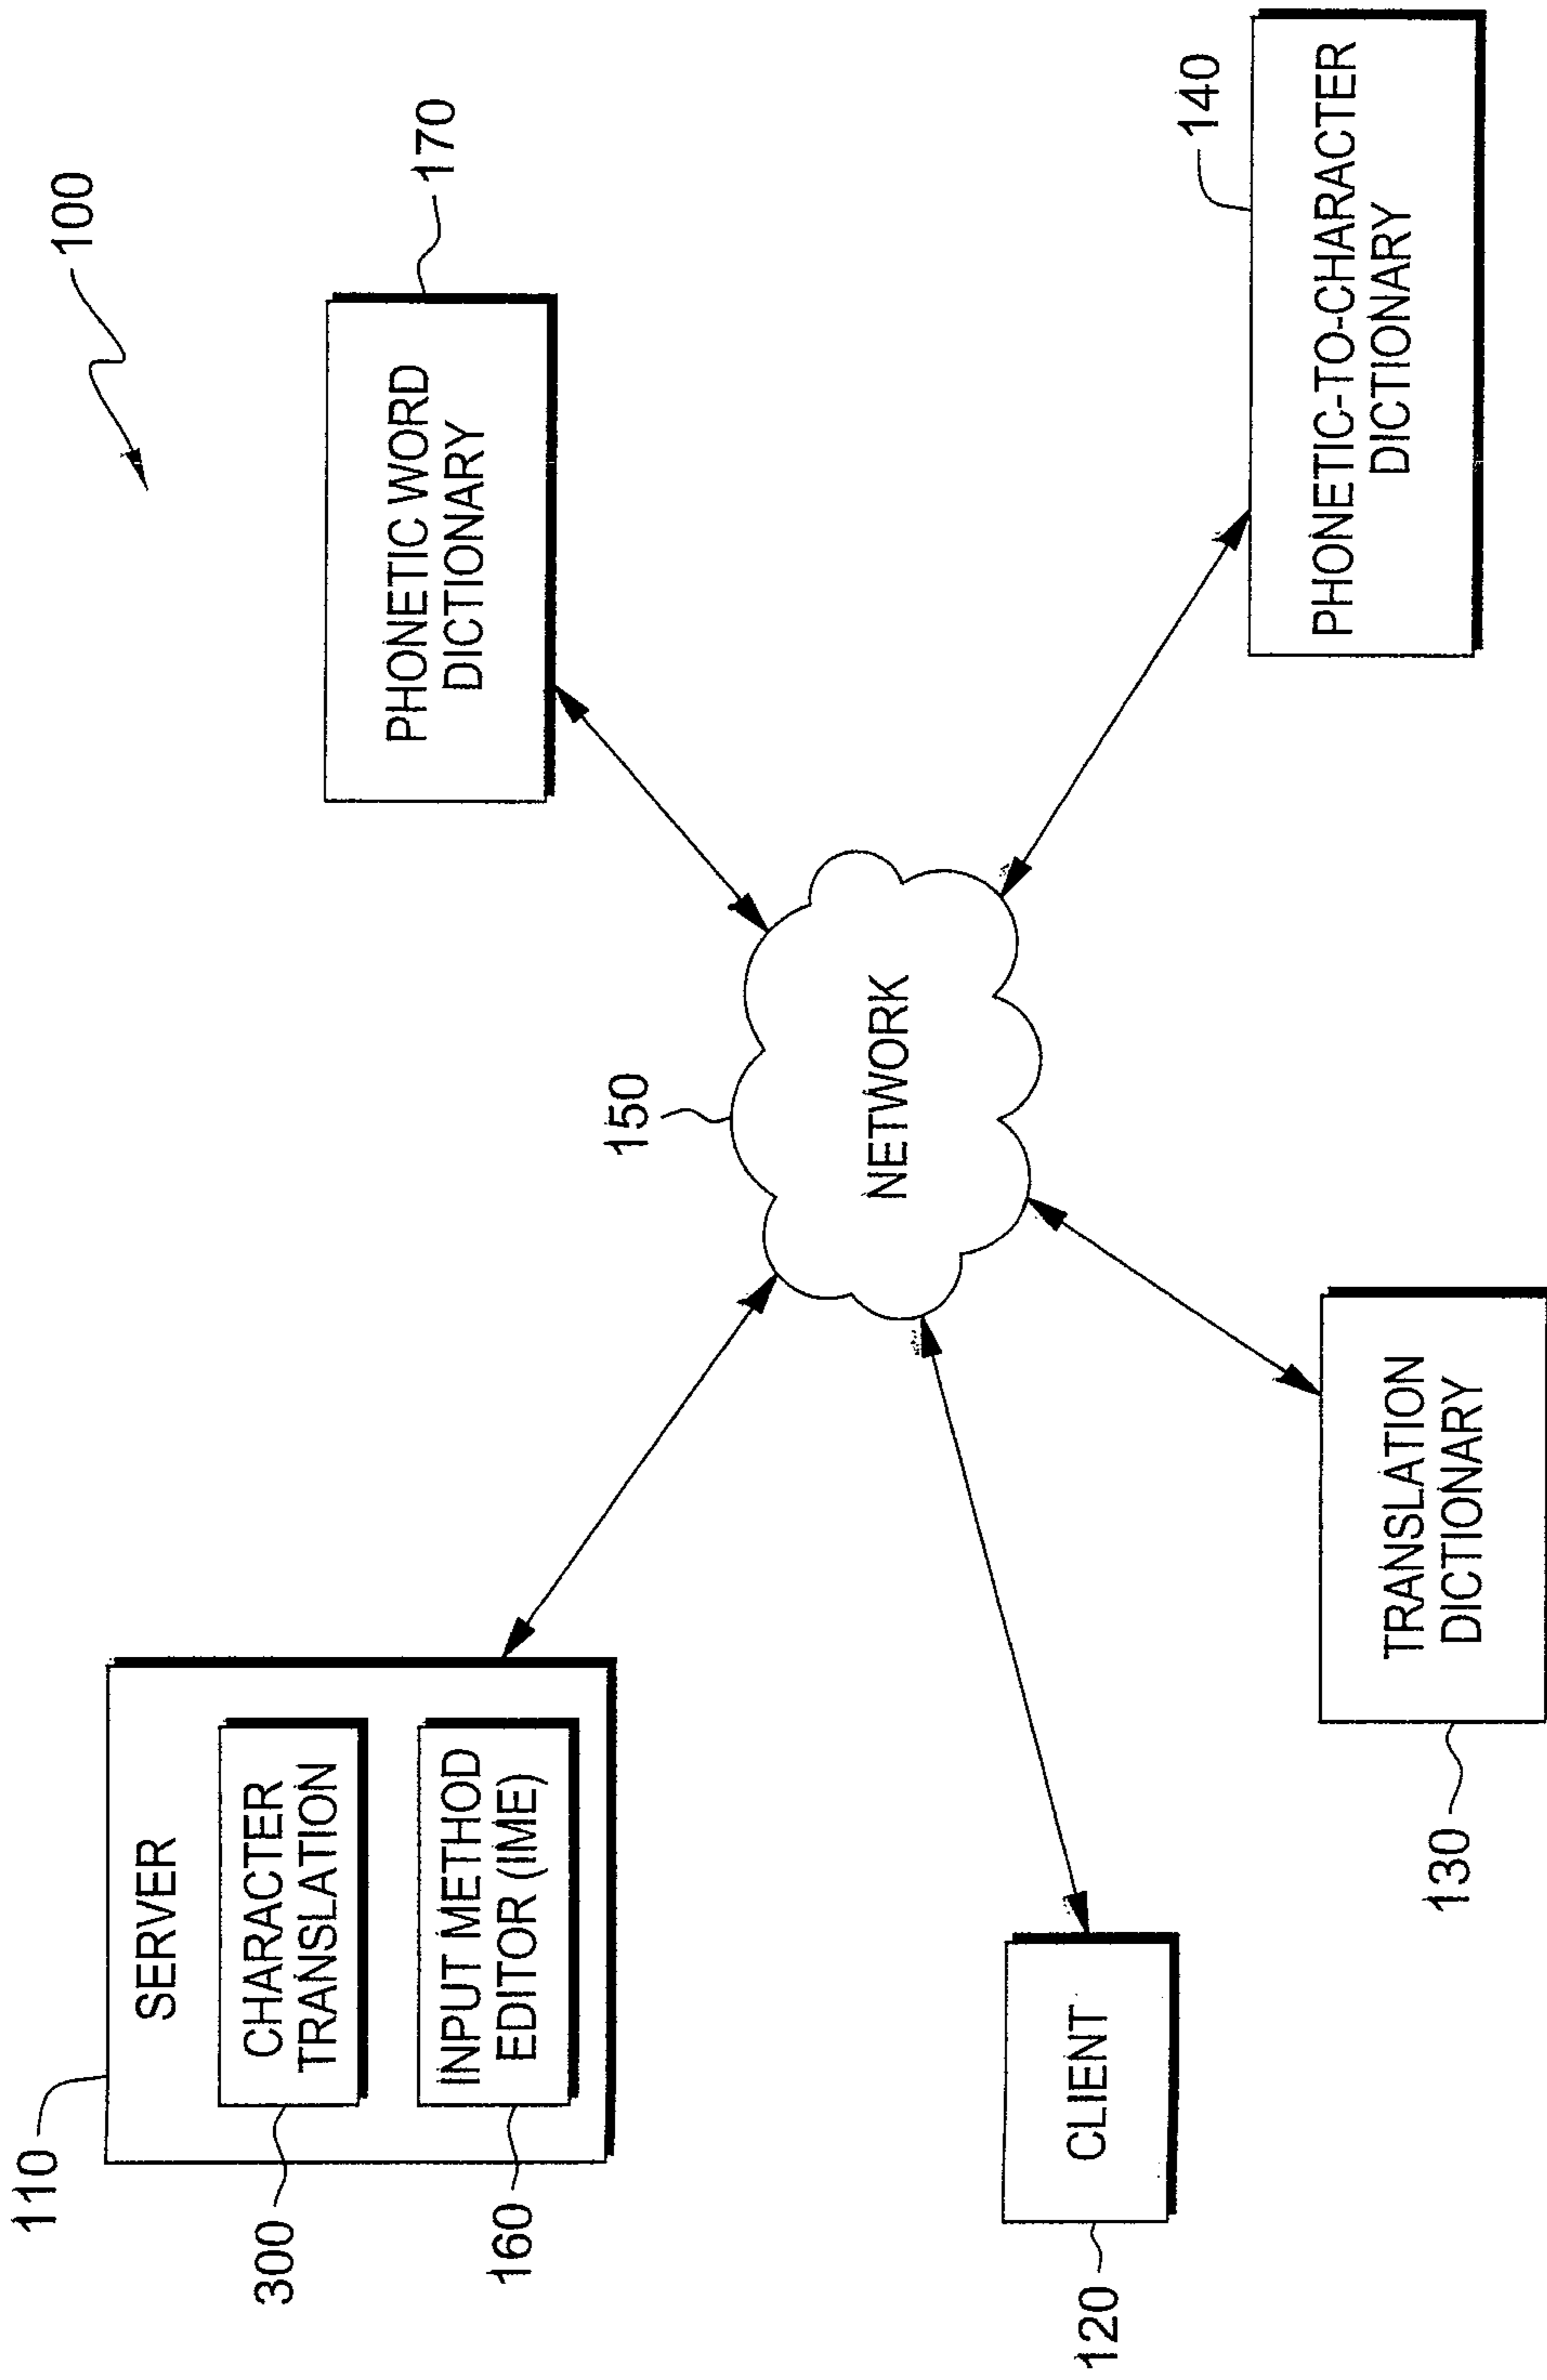 100
110
SERVER
300
CHARACTER
TRANSLATION
160
INPUT METHOD
EDITOR (IME)
170
PHONETIC WORD
DICTIONARY
150
NETWORK
120
CLIENT
130
TRANSLATION
DICTIONARY
140
PHONETIC-TO-CHARACTER
DICTIONARY